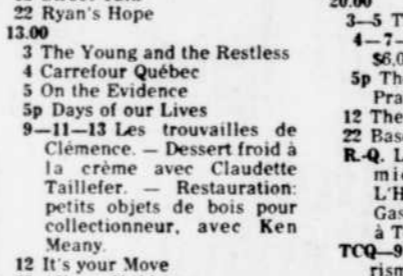 22 Ryan's Hope
13.00
3 The Young and the Restless
4 Carrefour Québec
5 On the Evidence
5p Days of our Lives
9—11—13 Les trouvailles de
Clémence. — Dessert froid à
la crème avec Claudette
Taillefer. — Restauration:
petits objets de bois pour
collectionneur, avec Ken
Meany.
12 It's your Move
20.00
3—5 T
4—7—
$6,0
5p Th
Pra
12 The
22 Bas
R.-Q. L
mi
L'H
Gas
à T
TCQ—9
rism